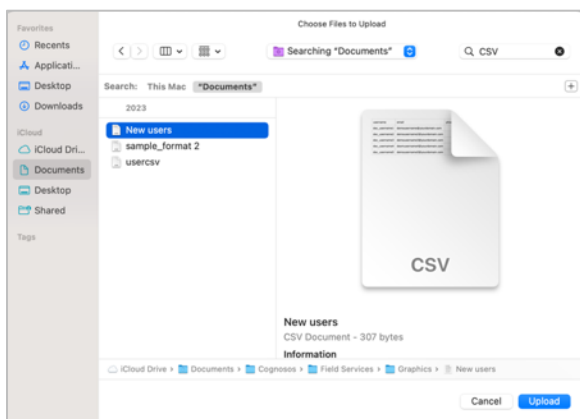 Choose Files to Upload
Favorites
Recents
Applicati...
Desktop
Downloads
iCloud
iCloud Dri...
Documents
Desktop
Shared
Tags
Searching "Documents"
CSV
Search: This Mac "Documents"
2023
New users
sample_format 2
usercsv
CSV
New users
CSV Document - 307 bytes
Information
iCloud Drive › Documents › Cognosos › Field Services › Graphics › New users
Cancel Upload